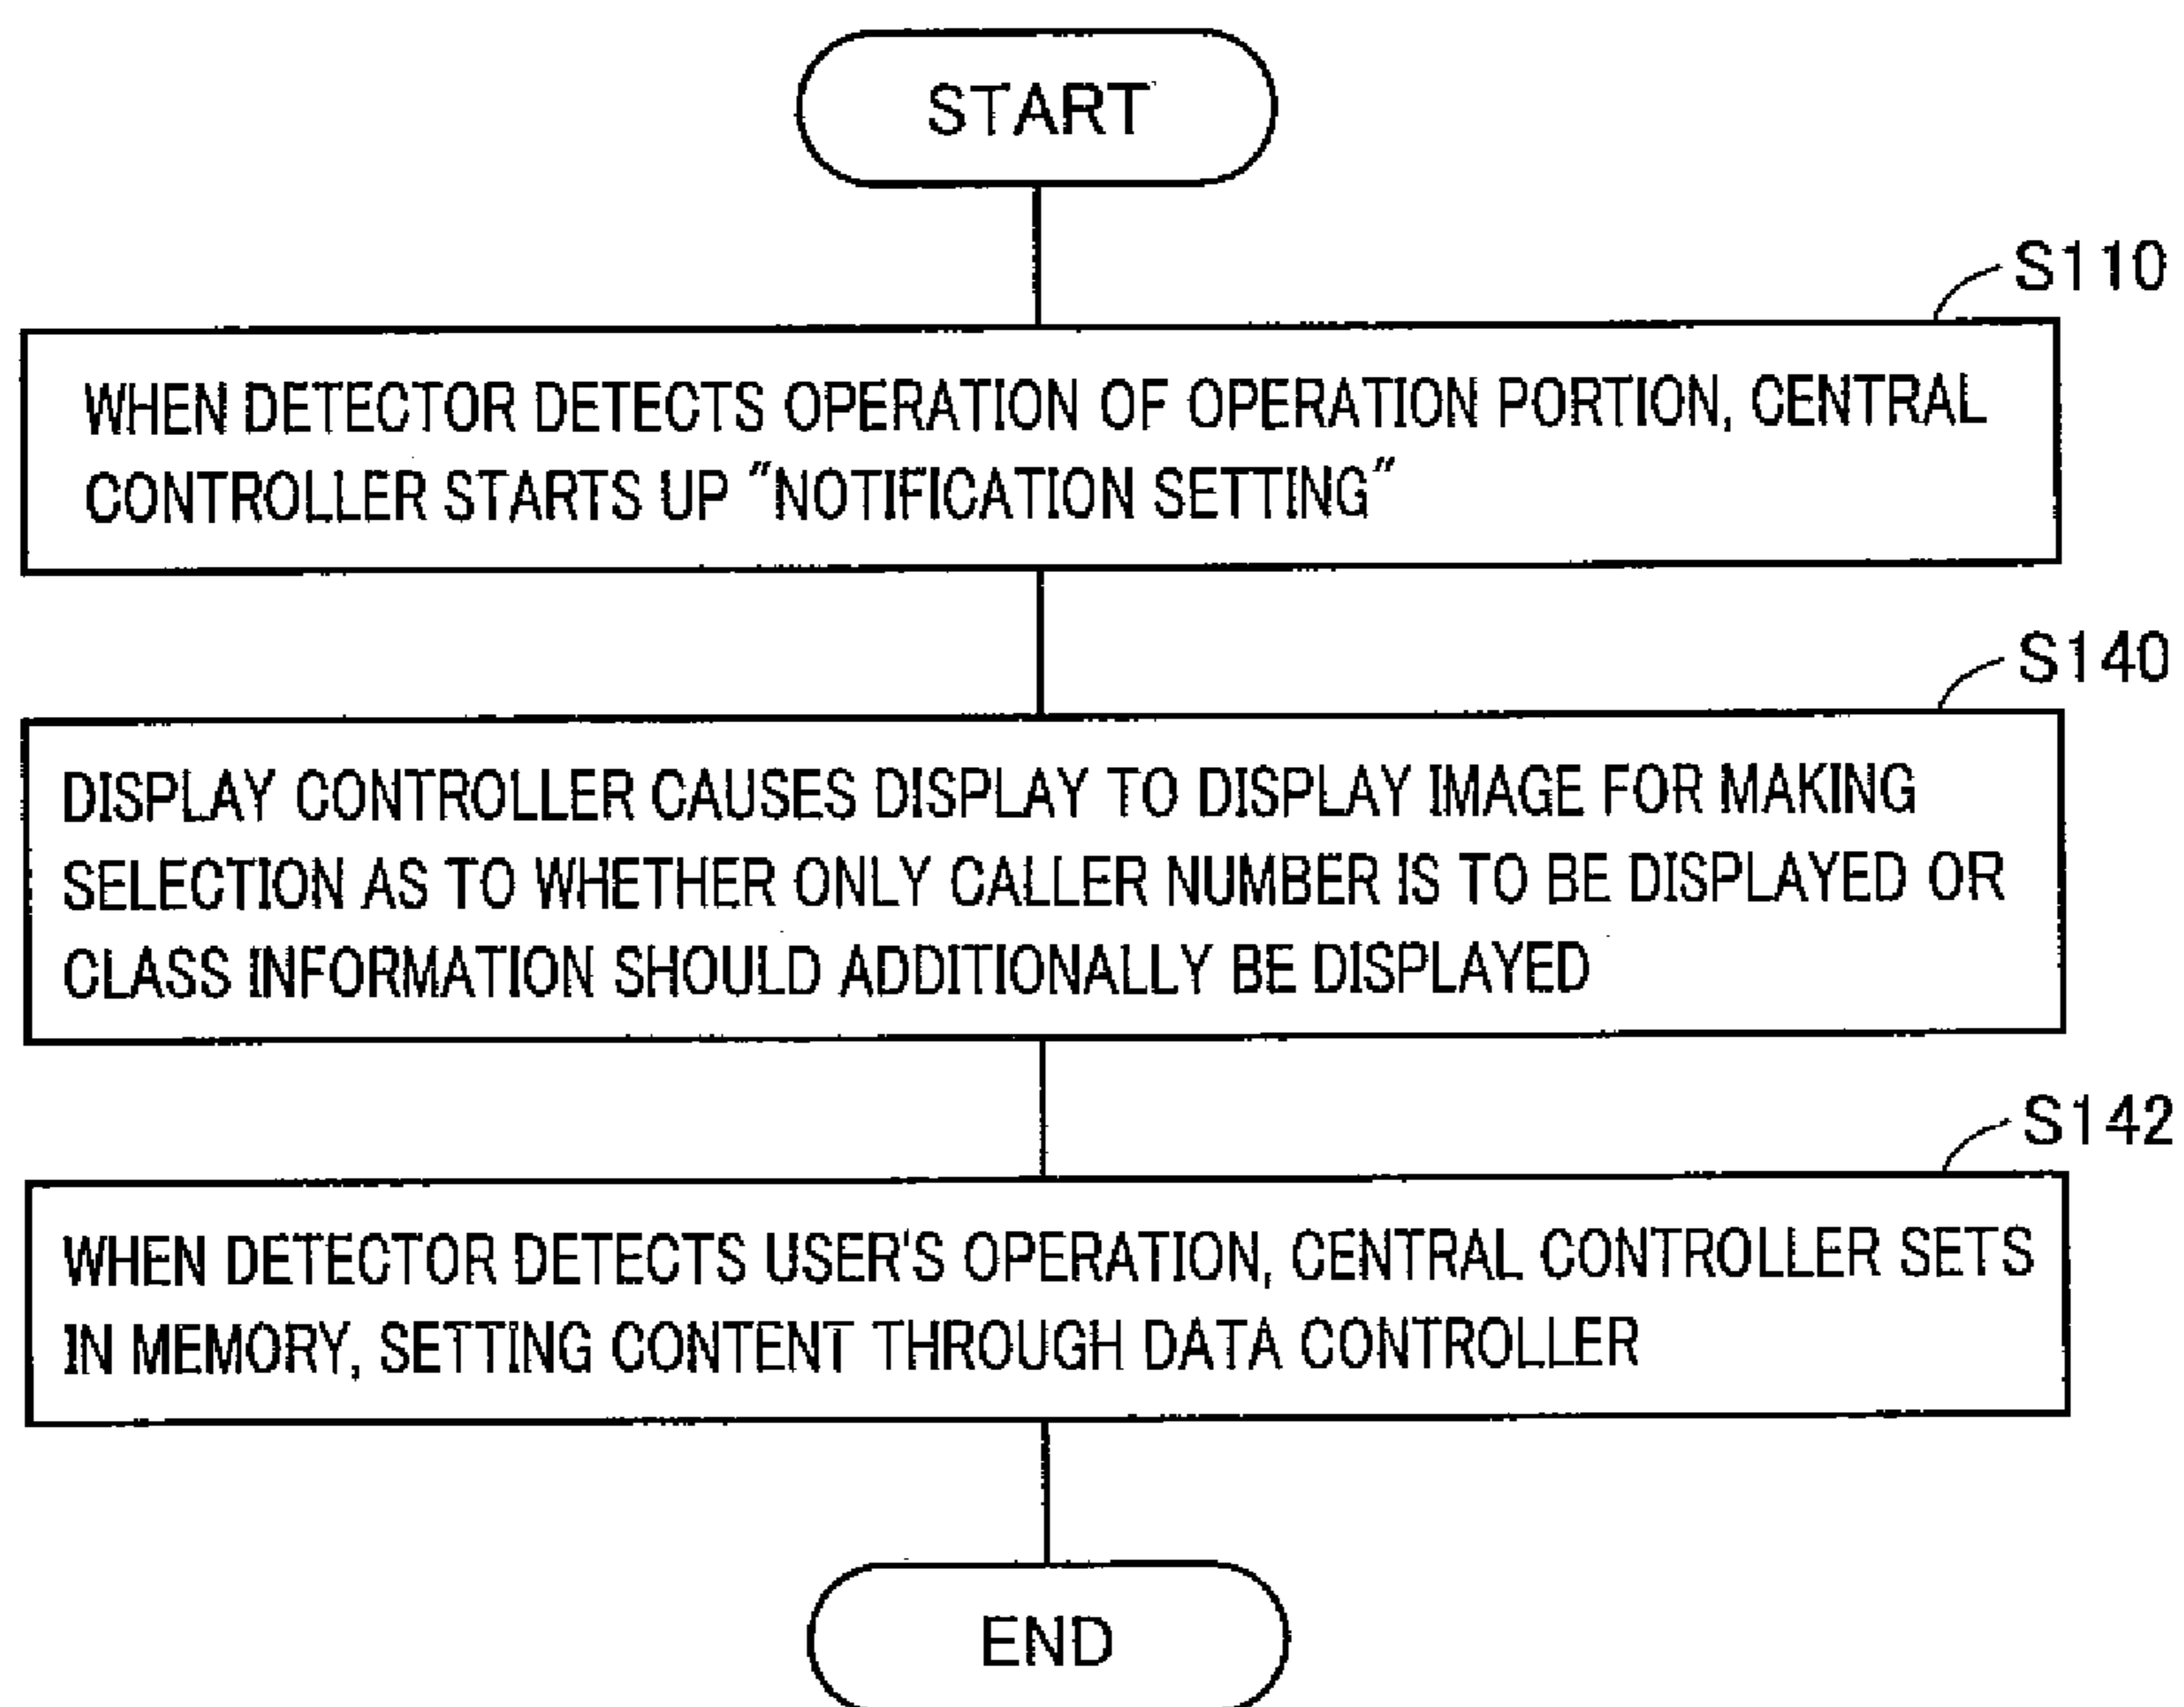 START
S110
WHEN DETECTOR DETECTS OPERATION OF OPERATION PORTION, CENTRAL
CONTROLLER STARTS UP "NOTIFICATION SETTING"
S140
DISPLAY CONTROLLER CAUSES DISPLAY TO DISPLAY IMAGE FOR MAKING
SELECTION AS TO WHETHER ONLY CALLER NUMBER IS TO BE DISPLAYED OR
CLASS INFORMATION SHOULD ADDITIONALLY BE DISPLAYED
S142
WHEN DETECTOR DETECTS USER'S OPERATION, CENTRAL CONTROLLER SETS
IN MEMORY, SETTING CONTENT THROUGH DATA CONTROLLER
END